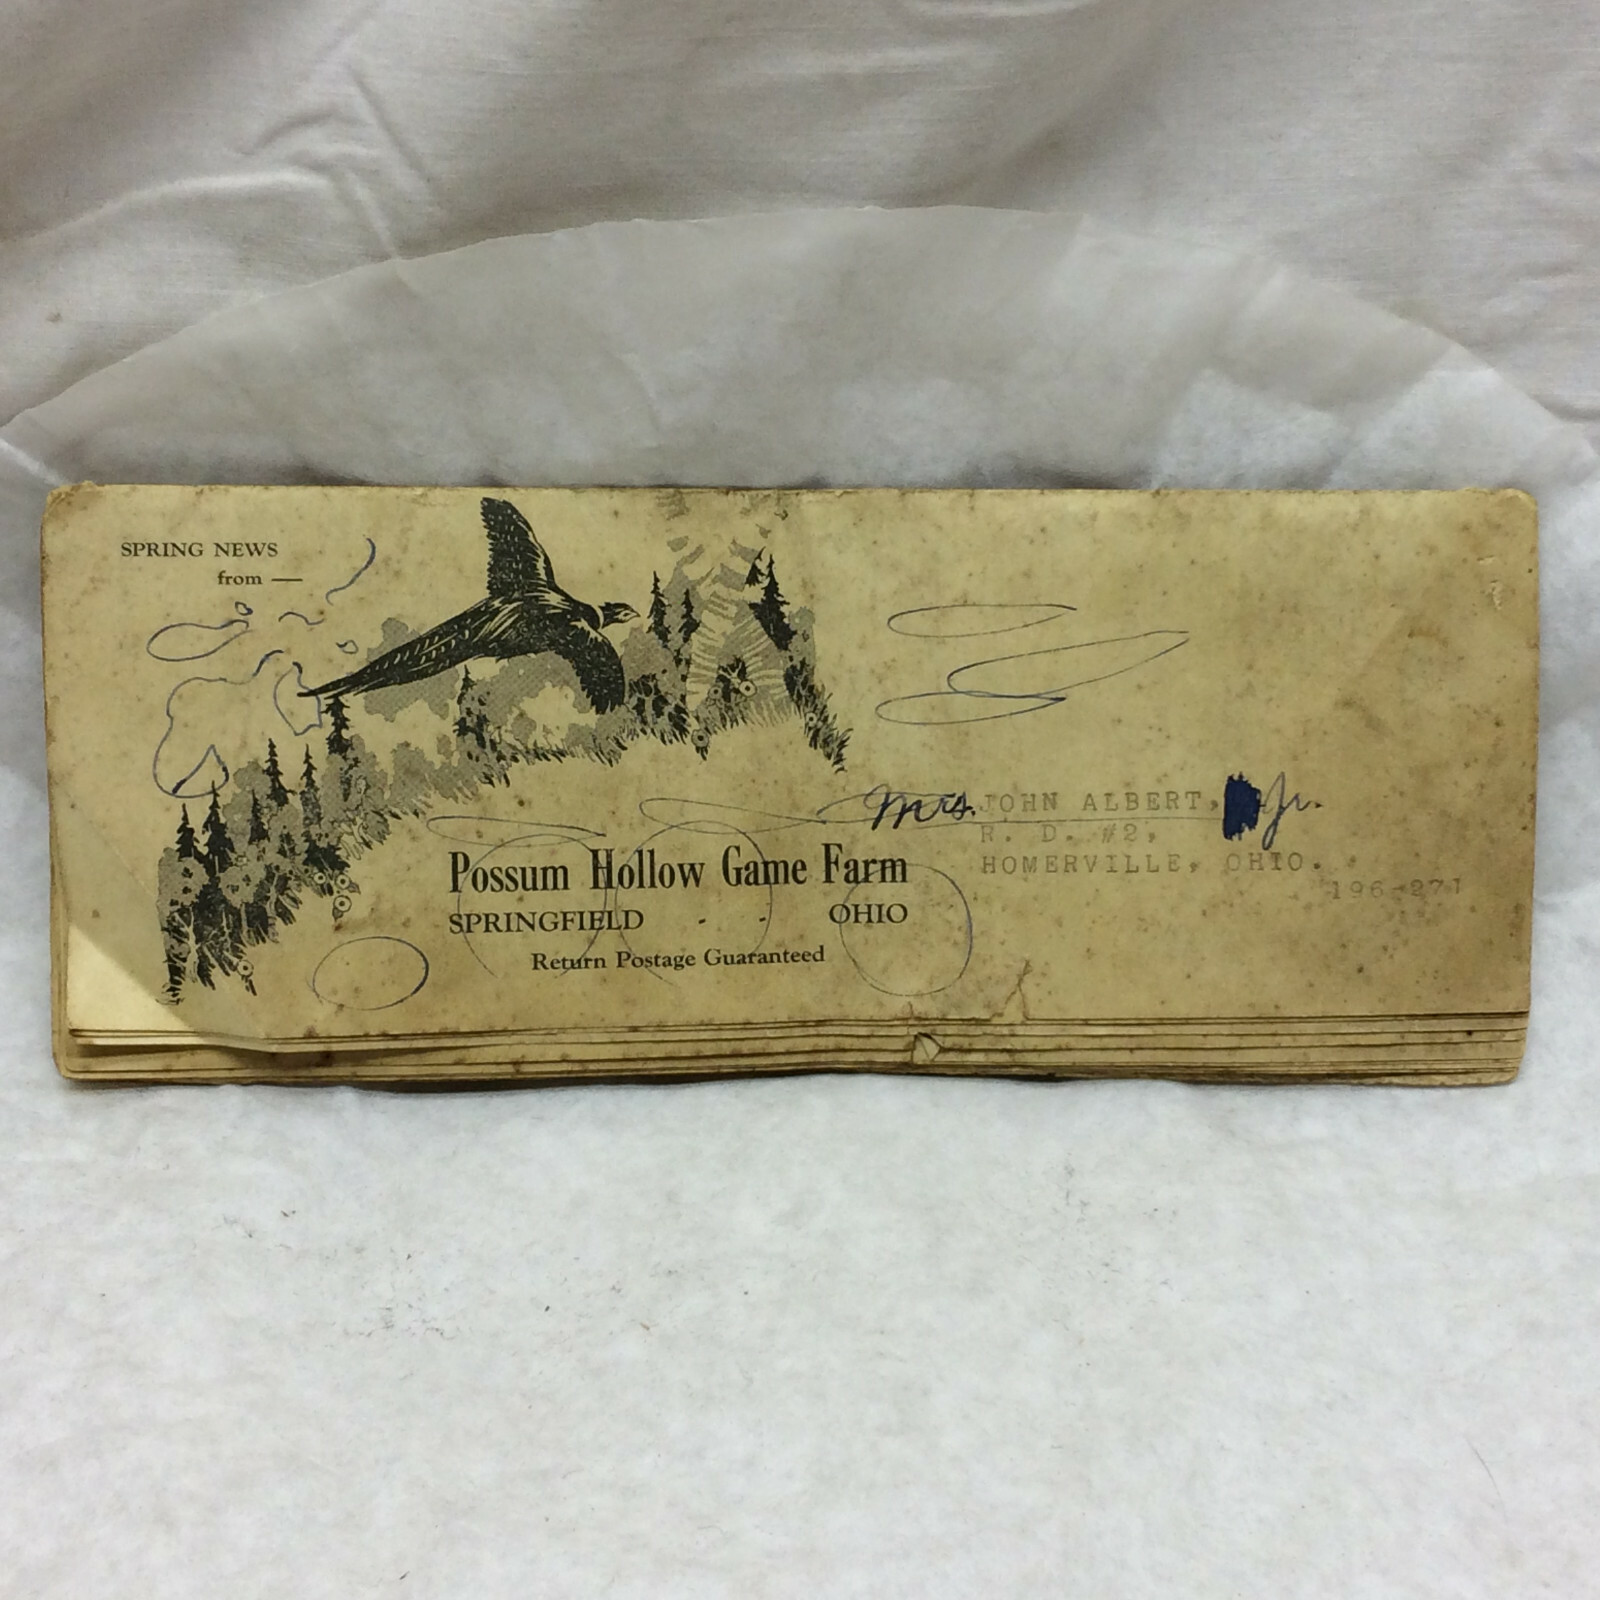 SPRING NEWS
from —
Mrs. JOHN ALBERT, Jr.
R. D. #2,
HOMERVILLE, OHIO.
196-271
Possum Hollow Game Farm
SPRINGFIELD - - OHIO
Return Postage Guaranteed